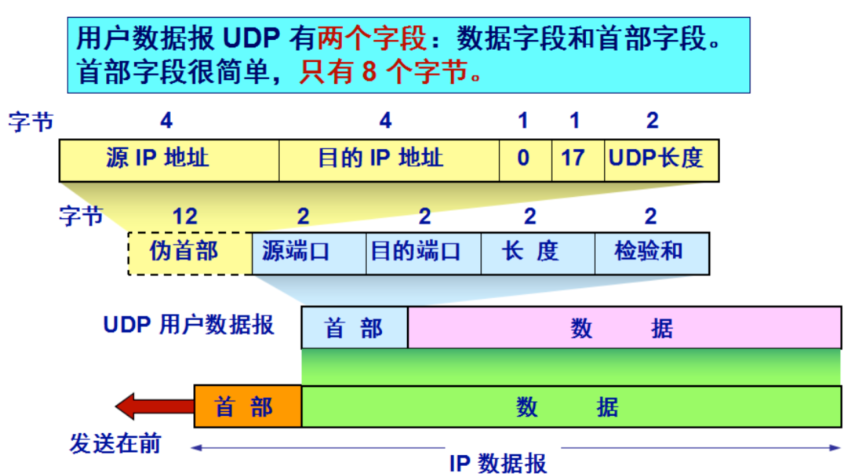 用户数据报 UDP 有两个字段：数据字段和首部字段。
首部字段很简单，只有 8 个字节。
字节 4 4 1 1 2
源 IP 地址 目的 IP 地址 0 17 UDP长度
字节 12 2 2 2 2
伪首部 源端口 目的端口 长 度 检验和
UDP 用户数据报 首 部 数 据
首 部 数 据
发送在前
IP 数据报